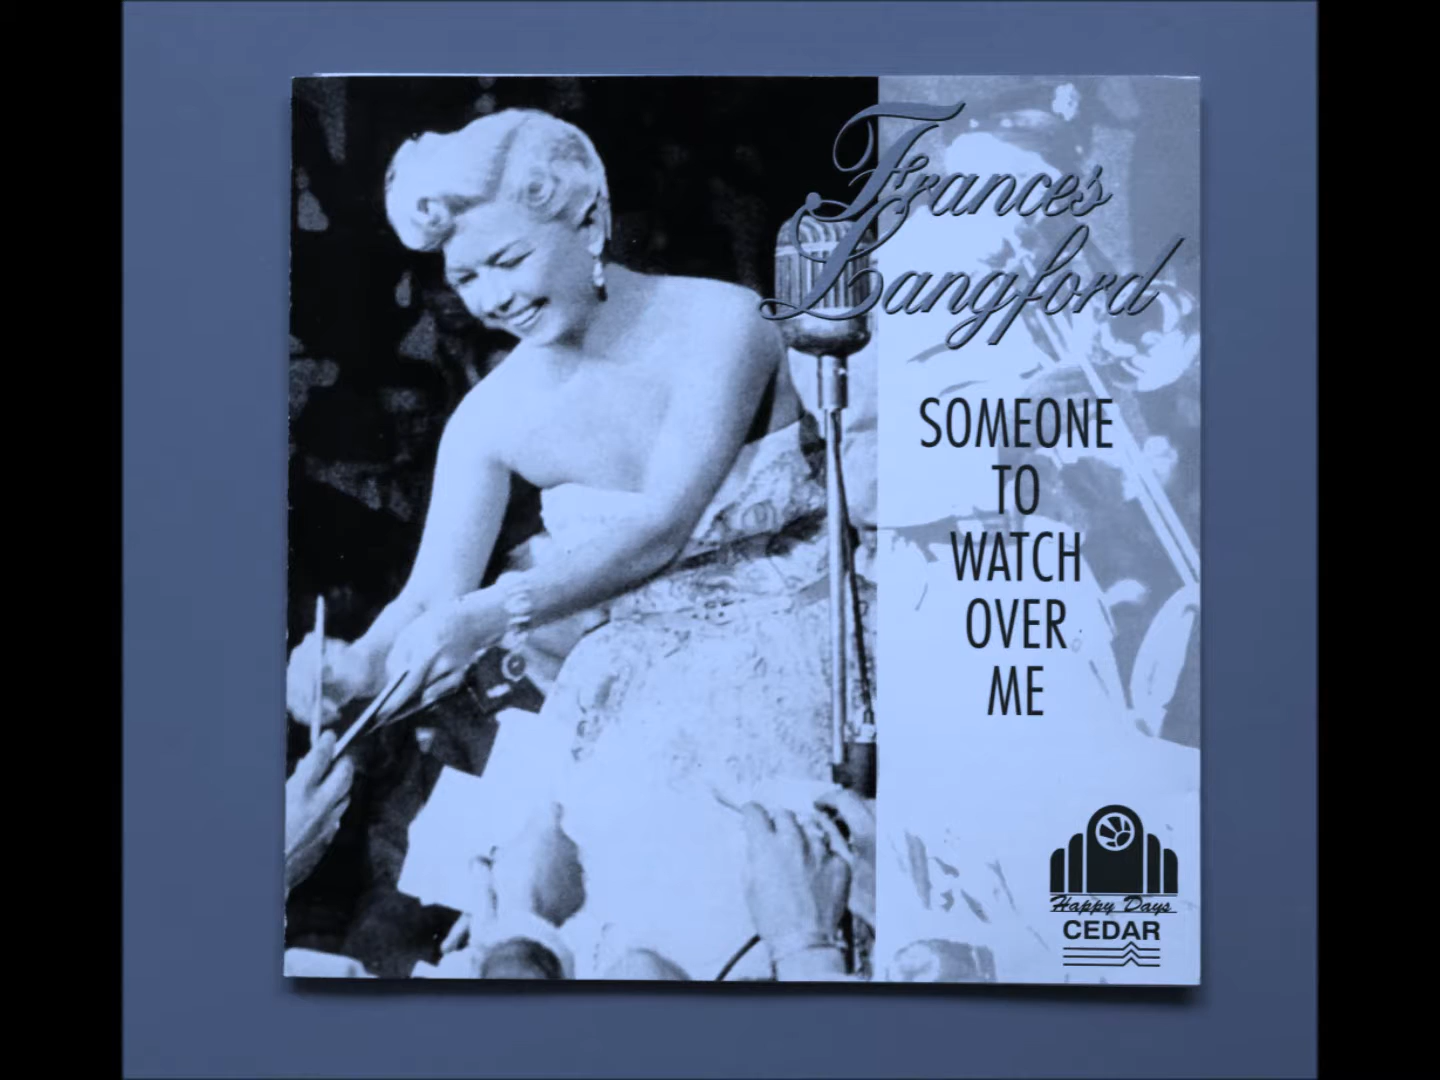 Frances
Langford
SOMEONE
TO
WATCH
OVER
ME
Happy Days
CEDAR